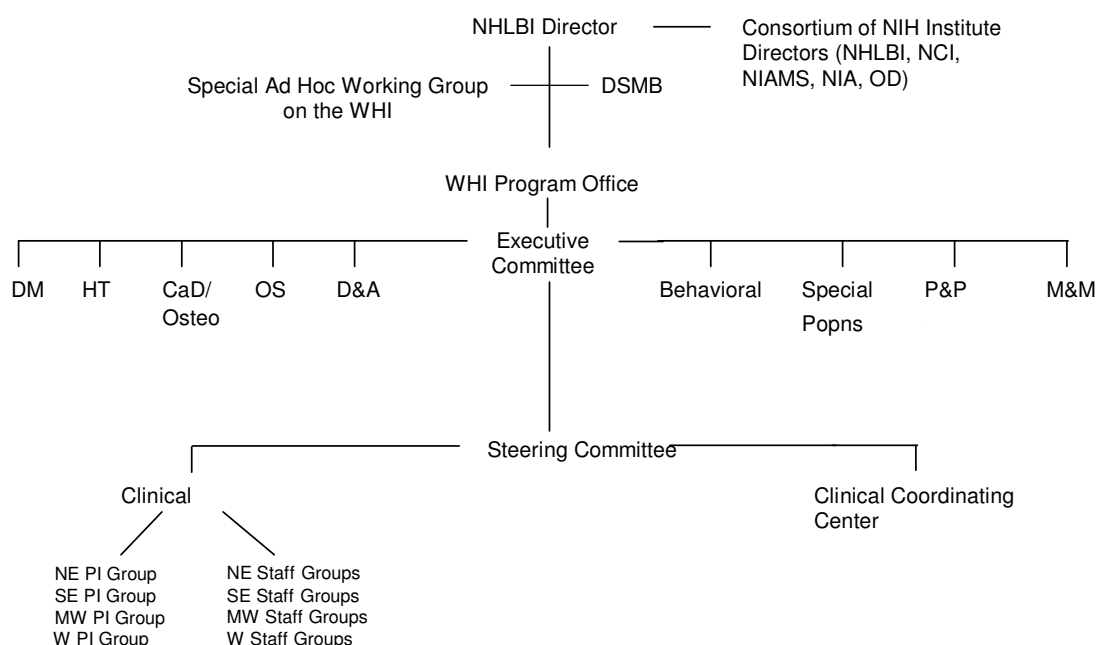 NHLBI Director
Consortium of NIH Institute
Directors (NHLBI, NCI,
NIAMS, NIA, OD)
Special Ad Hoc Working Group
on the WHI
DSMB
WHI Program Office
Executive
Committee
DM
HT
CaD/
Osteo
OS
D&A
Behavioral
Special
Popns
P&P
M&M
Steering Committee
Clinical
Clinical Coordinating
Center
NE PI Group
SE PI Group
MW PI Group
W PI Group
NE Staff Groups
SE Staff Groups
MW Staff Groups
W Staff Groups